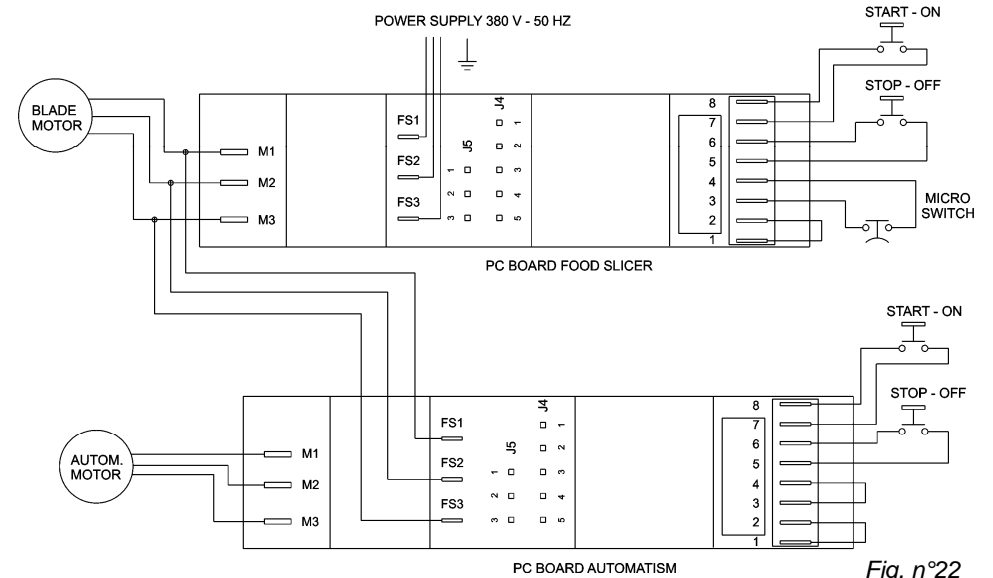 POWER SUPPLY 380 V - 50 HZ
START - ON
BLADE
MOTOR
STOP - OFF
M1
M2
M3
FS1
FS2
FS3
J5
1
2
3
J4
1
2
3
4
5
8
7
6
5
4
3
2
1
MICRO
SWITCH
PC BOARD FOOD SLICER
START - ON
STOP - OFF
AUTOM.
MOTOR
M1
M2
M3
FS1
FS2
FS3
J5
1
2
3
J4
1
2
3
4
5
8
7
6
5
4
3
2
1
PC BOARD AUTOMATISM
Fig. n°22